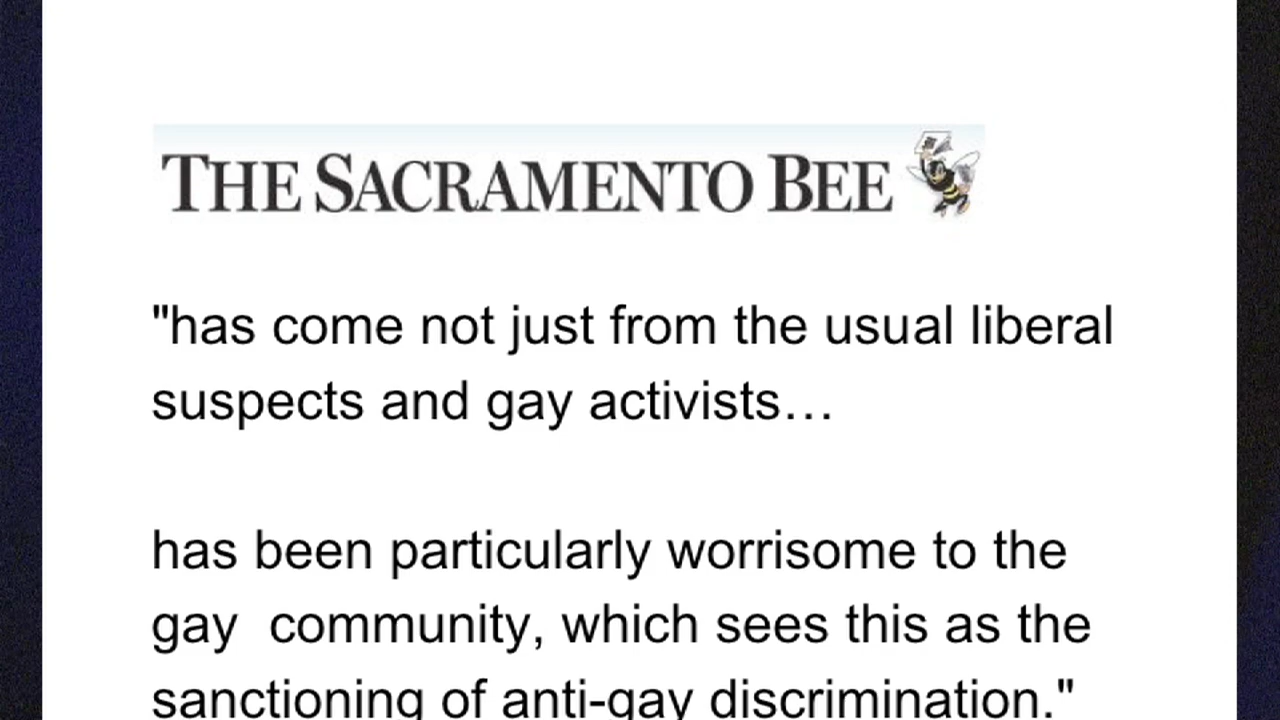 THE SACRAMENTO BEE
"has come not just from the usual liberal
suspects and gay activists…
has been particularly worrisome to the
gay  community, which sees this as the
sanctioning of anti-gay discrimination."